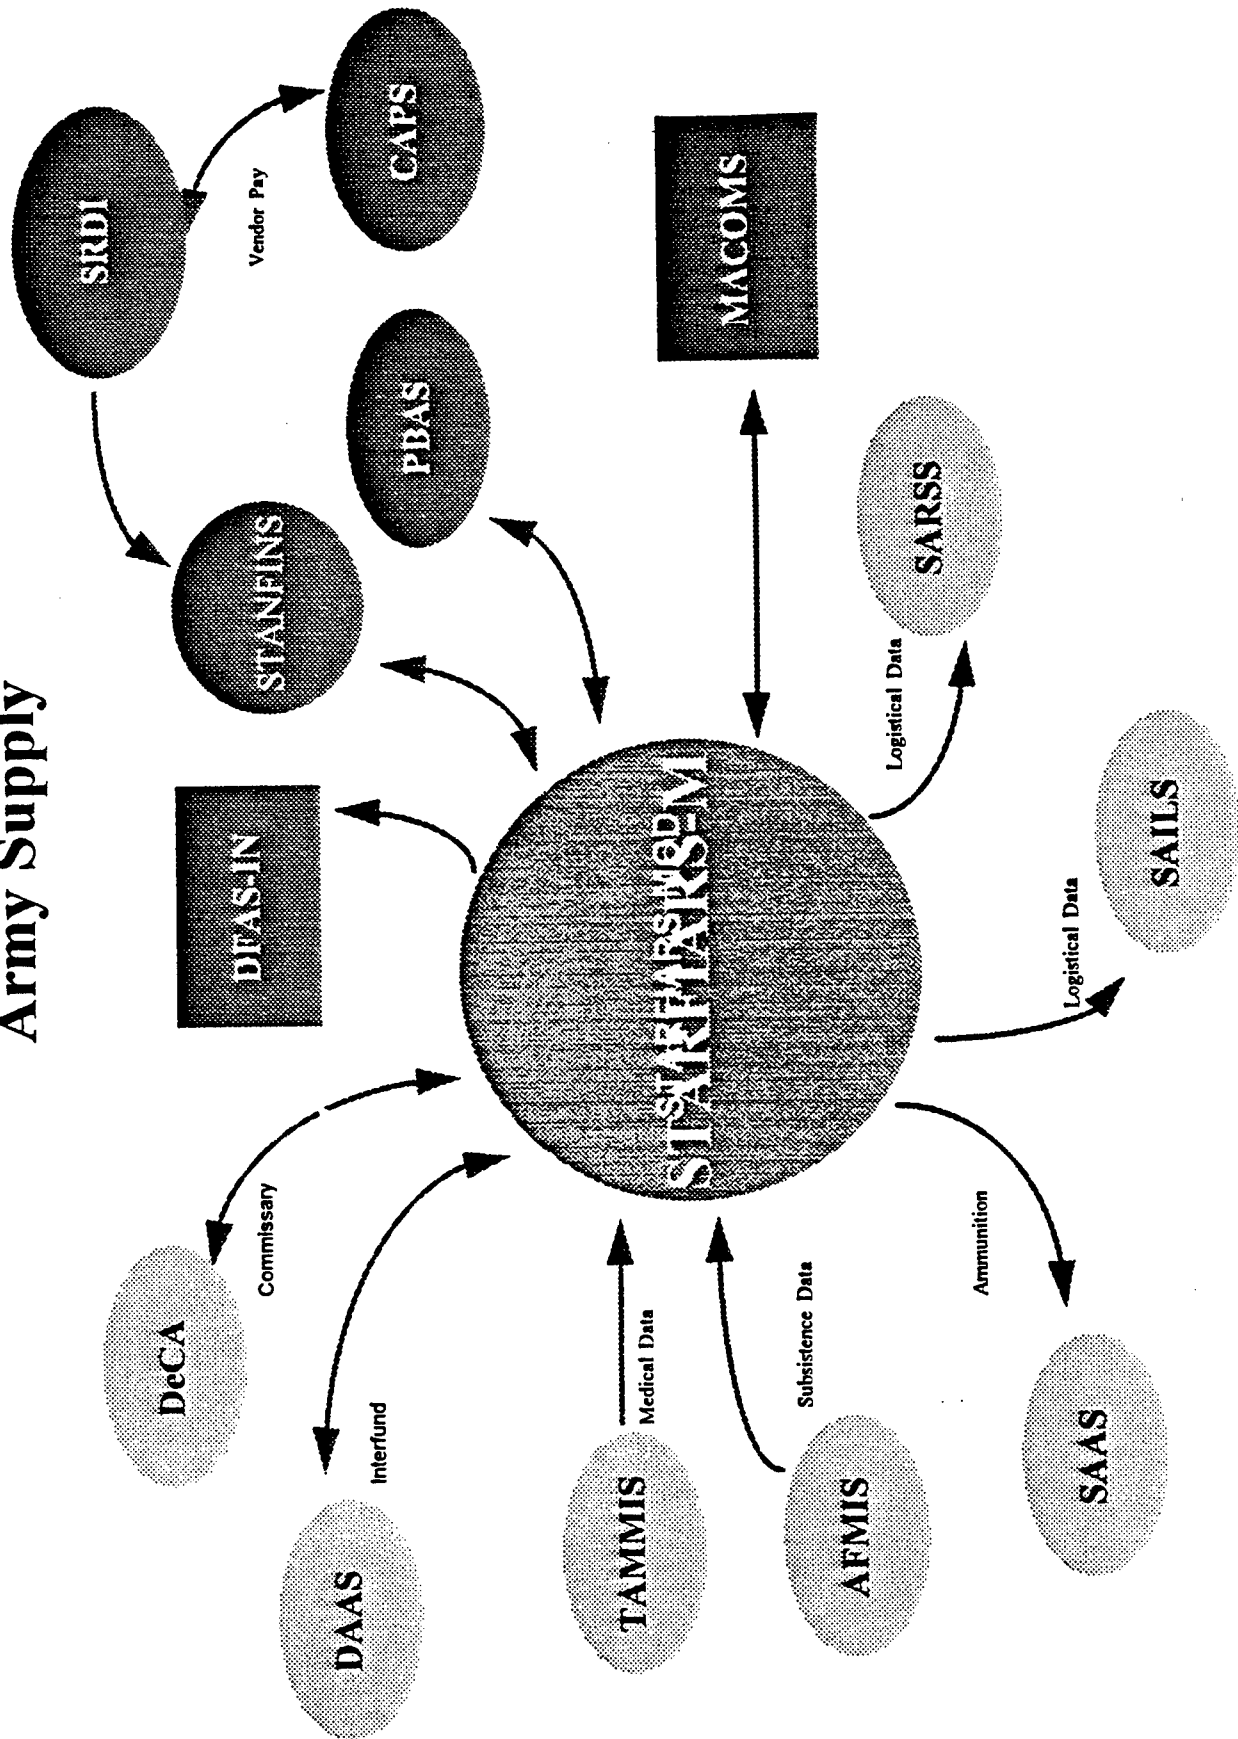 Army Supply
SRDI
DeCA
DFAS-IN
Vendor Pay
Commissary
STANFINS
DAAS
Interfund
CAPS
PBAS
TAMMIS
Medical Data
STARFIARS-M
MACOMS
Subsistence Data
AFMIS
Logistical Data
SARSS
Ammunition
Logistical Data
SAAS
SAILS